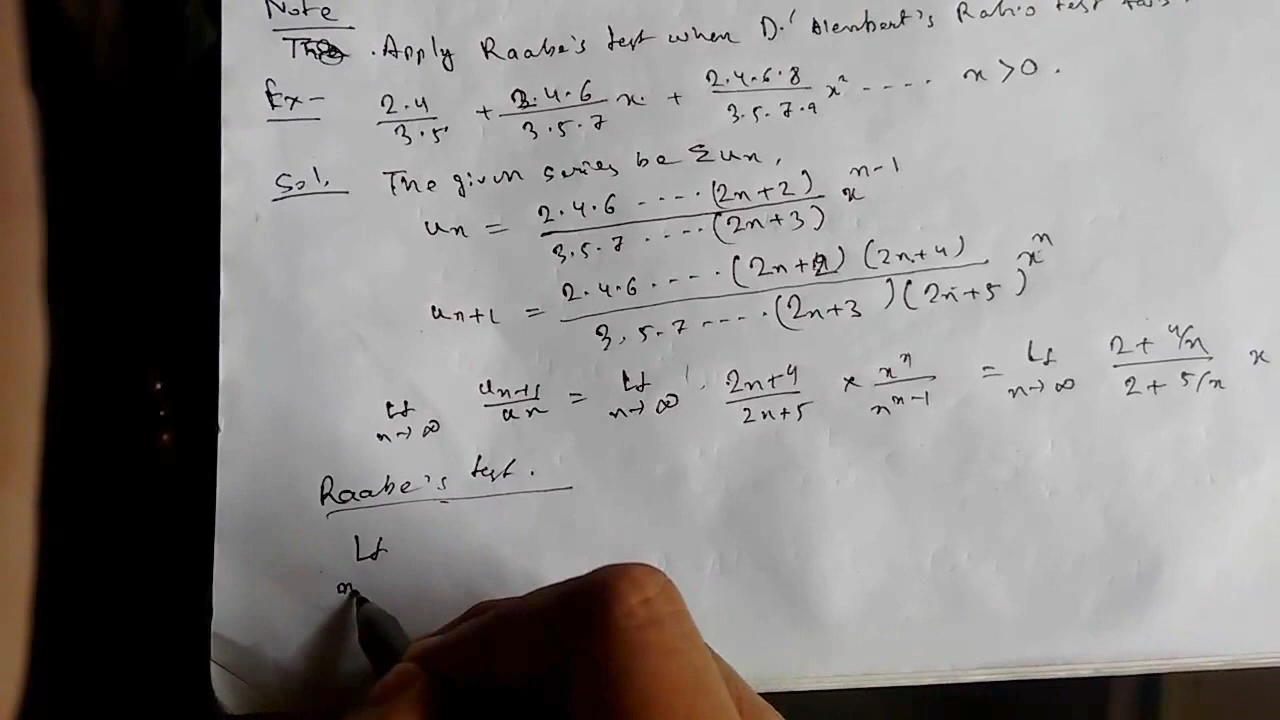 Note
. Apply Raabe's test when D.' Alembert's Ratio test fails.
Ex- 2.4/3.5 + 2.4.6/3.5.7 x. + 2.4.6.8/3.5.7.9 x² ---- x > 0.
Sol. The given series be Σun,
un = 2.4.6 ----.(2n+2)/3.5.7 ----.(2n+3) x^n-1
un+1 = 2.4.6.---.(2n+2)(2n+4)/3.5.7 ----.(2n+3)(2n+5) x^n
Lt n→∞ un+1/un = Lt n→∞ 2n+4/2n+5 × x^n/x^n-1 = Lt n→∞ 2+4/n/2+5/n x
Raabe's test.
Lt
n